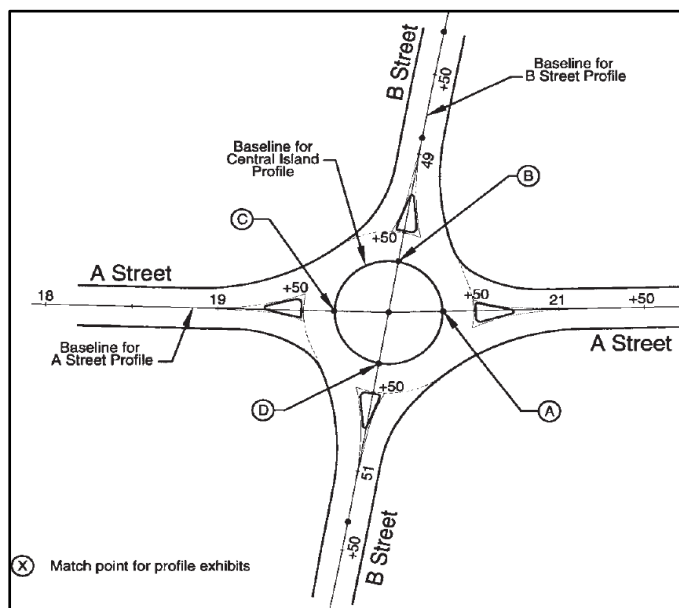 B Street
+50
Baseline for
B Street Profile
49
Baseline for
Central Island
Profile
B
C
+50
18
A Street
19
+50
+50
21
+50
A Street
Baseline for
A Street Profile
D
+50
A
51
+50
B Street
X Match point for profile exhibits